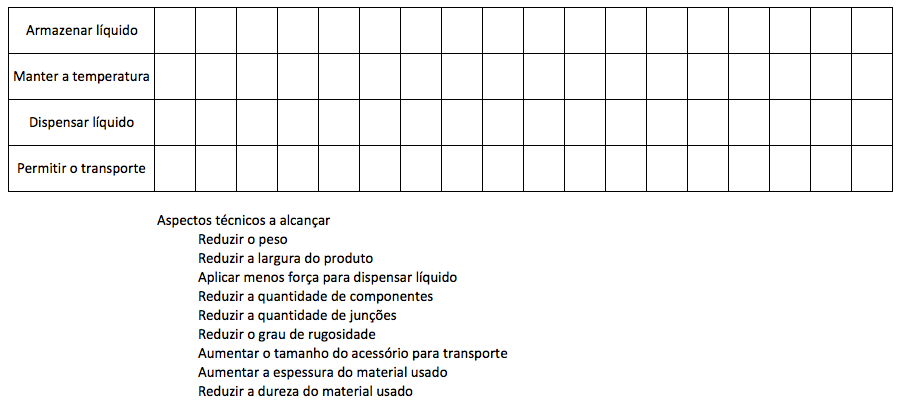 Armazenar líquido
Manter a temperatura
Dispensar líquido
Permitir o transporte
Aspectos técnicos a alcançar
Reduzir o peso
Reduzir a largura do produto
Aplicar menos força para dispensar líquido
Reduzir a quantidade de componentes
Reduzir a quantidade de junções
Reduzir o grau de rugosidade
Aumentar o tamanho do acessório para transporte
Aumentar a espessura do material usado
Reduzir a dureza do material usado